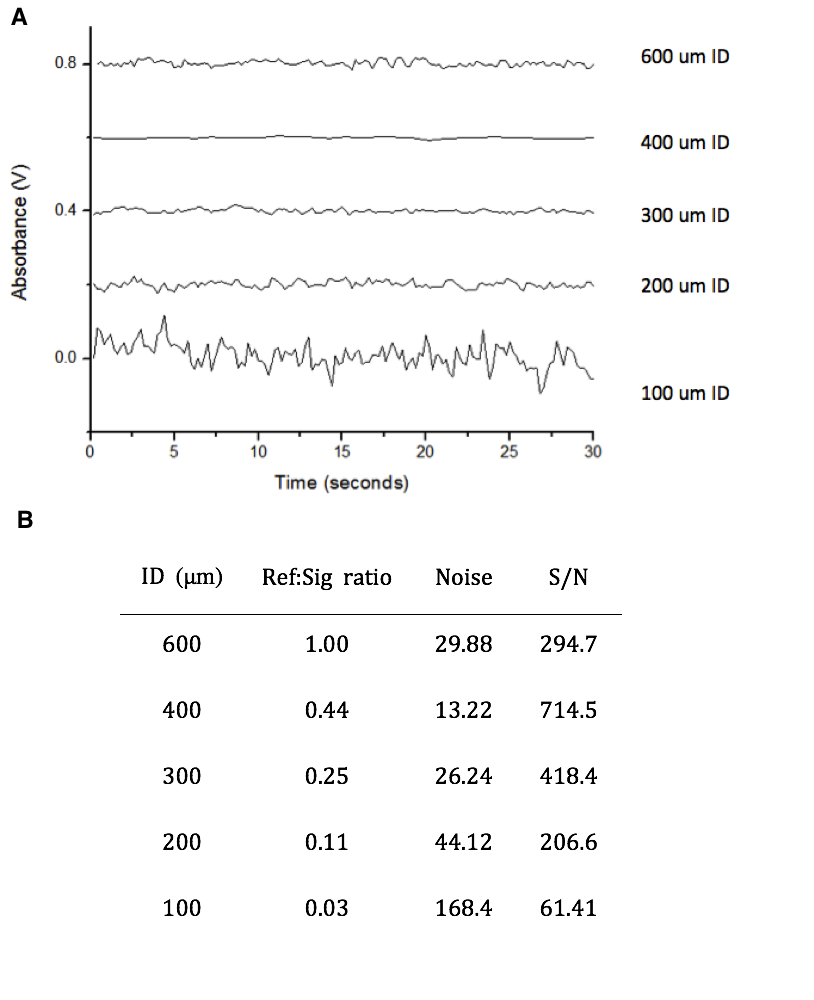 A
600 um ID
400 um ID
300 um ID
200 um ID
100 um ID
0.8
0.4
0.0
Absorbance (V)
0 5 10 15 20 25 30
Time (seconds)
B
ID (μm) Ref:Sig ratio Noise S/N
600 1.00 29.88 294.7
400 0.44 13.22 714.5
300 0.25 26.24 418.4
200 0.11 44.12 206.6
100 0.03 168.4 61.41